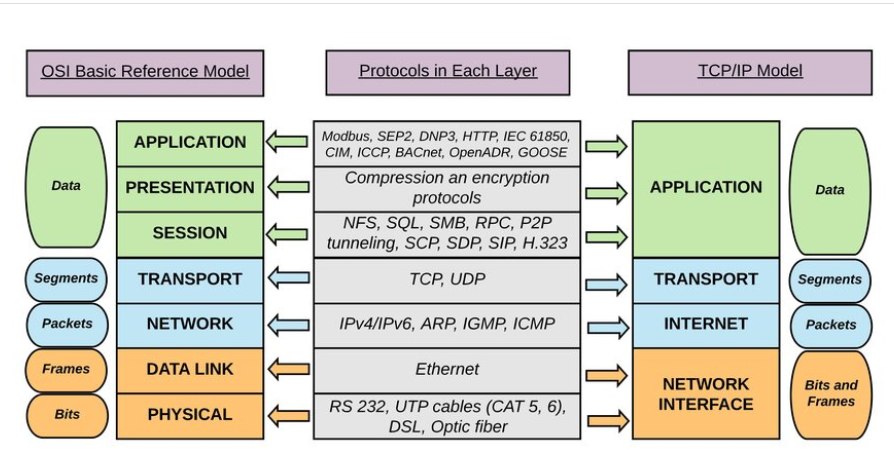 OSI Basic Reference Model
Protocols in Each Layer
TCP/IP Model
Data
APPLICATION
Modbus, SEP2, DNP3, HTTP, IEC 61850,
CIM, ICCP, BACnet, OpenADR, GOOSE
PRESENTATION
Compression an encryption
protocols
SESSION
NFS, SQL, SMB, RPC, P2P
tunneling, SCP, SDP, SIP, H.323
APPLICATION
Data
Segments
TRANSPORT
TCP, UDP
TRANSPORT
Segments
Packets
NETWORK
IPv4/IPv6, ARP, IGMP, ICMP
INTERNET
Packets
Frames
DATA LINK
Ethernet
Bits
PHYSICAL
RS 232, UTP cables (CAT 5, 6),
DSL, Optic fiber
NETWORK
INTERFACE
Bits and
Frames